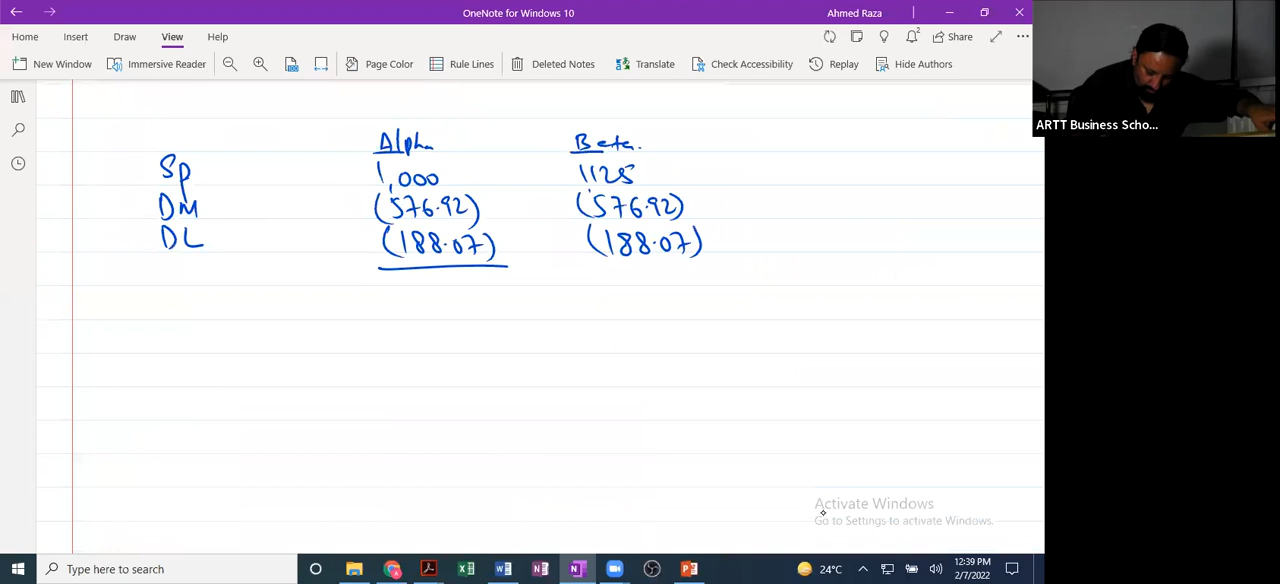 OneNote for Windows 10
Ahmed Raza
Home Insert Draw View Help
2
Share
New Window Immersive Reader Page Color Rule Lines Deleted Notes Translate Check Accessibility Replay Hide Authors
ARTT Business Scho...
Alpha Beta.
Sp 1,000 1125
DM (576.92) (576.92)
DL (188.07) (188.07)
Activate Windows
Go to Settings to activate Windows.
Type here to search
24°C
12:39 PM
2/7/2022